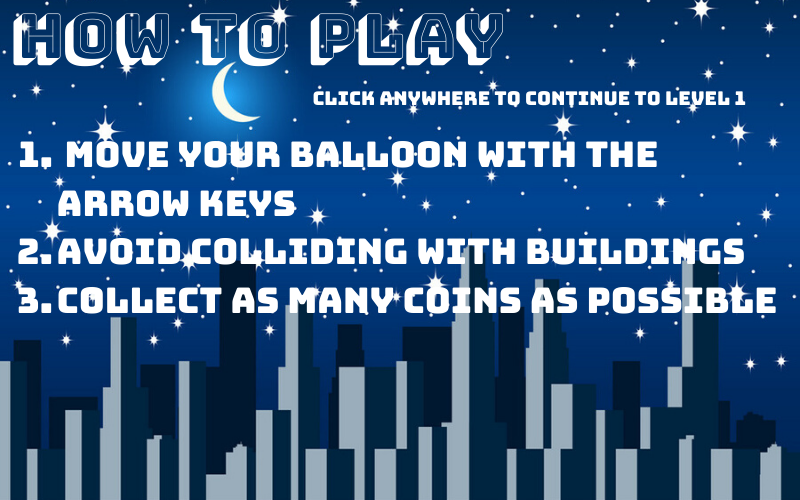 HOW TO PLAY
CLICK ANYWHERE TO CONTINUE TO LEVEL 1
1. MOVE YOUR BALLOON WITH THE
ARROW KEYS
2. AVOID COLLIDING WITH BUILDINGS
3. COLLECT AS MANY COINS AS POSSIBLE